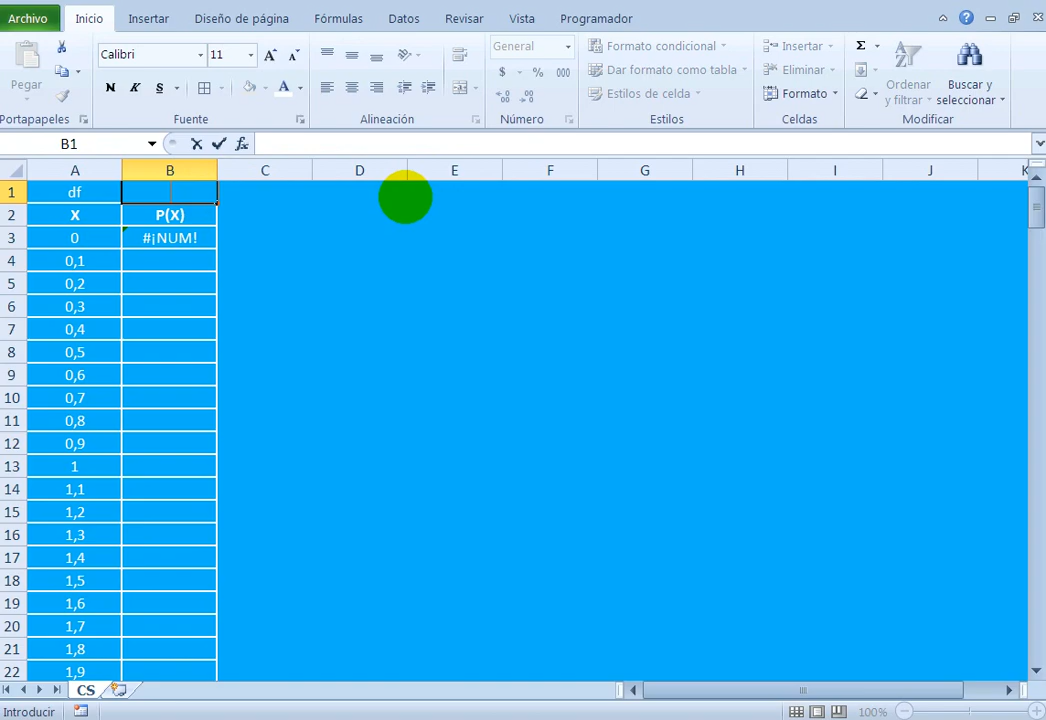 Archivo Inicio Insertar Diseño de página Fórmulas Datos Revisar Vista Programador
Pegar
Portapapeles
Calibri 11
N K S A
Fuente
Alineación
General
$ % 000
Número
Formato condicional
Dar formato como tabla
Estilos de celda
Estilos
Insertar
Eliminar
Formato
Celdas
Σ
Ordenar
y filtrar
Buscar y
seleccionar
Modificar
B1 fx
A B C D E F G H I J K
1 df
2 X P(X)
3 0 #¡NUM!
4 0,1
5 0,2
6 0,3
7 0,4
8 0,5
9 0,6
10 0,7
11 0,8
12 0,9
13 1
14 1,1
15 1,2
16 1,3
17 1,4
18 1,5
19 1,6
20 1,7
21 1,8
22 1,9
CS
Introducir 100%